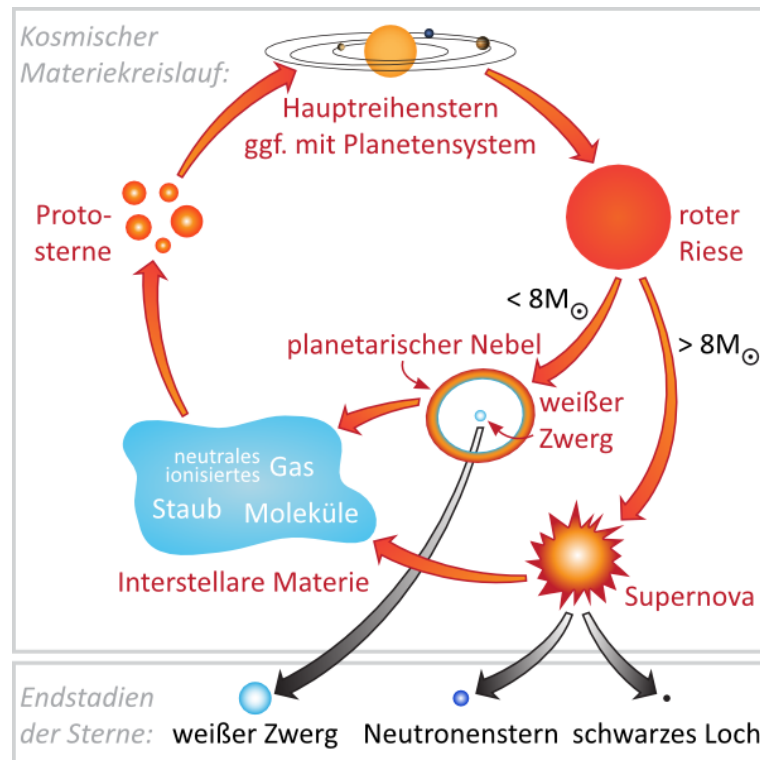 Kosmischer
Materiekreislauf:
Hauptreihenstern
ggf. mit Planetensystem
Proto-
sterne
roter
Riese
< 8M☉
> 8M☉
planetarischer Nebel
weißer
Zwerg
neutrales
ionisiertes Gas
Staub Moleküle
Interstellare Materie
Supernova
Endstadien
der Sterne: weißer Zwerg Neutronenstern schwarzes Loch